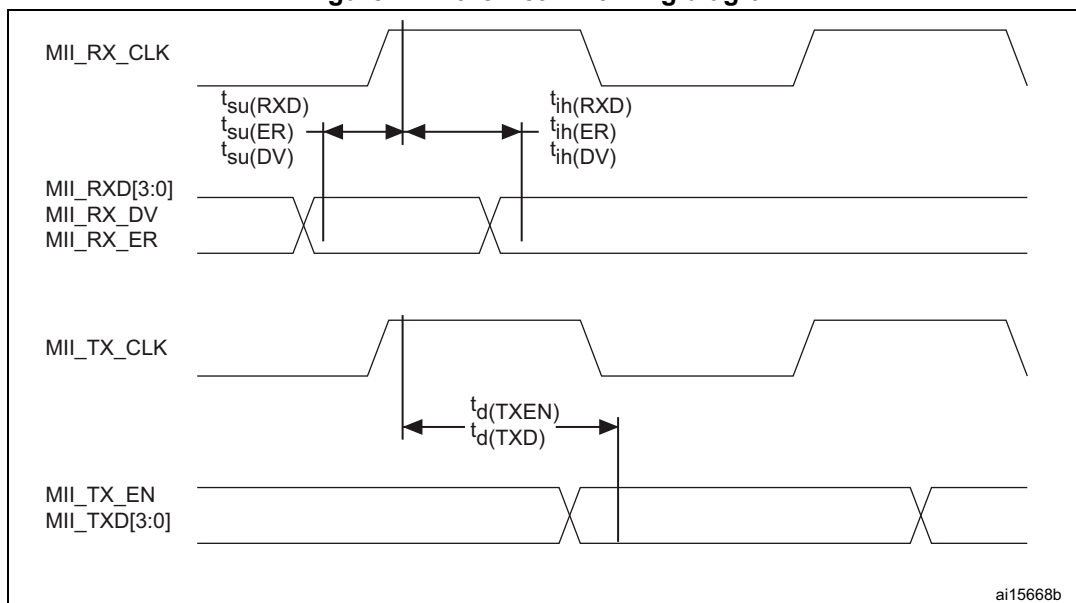 MII_RX_CLK
tsu(RXD)
tsu(ER)
tsu(DV)
tih(RXD)
tih(ER)
tih(DV)
MII_RXD[3:0]
MII_RX_DV
MII_RX_ER
MII_TX_CLK
td(TXEN)
td(TXD)
MII_TX_EN
MII_TXD[3:0]
ai15668b